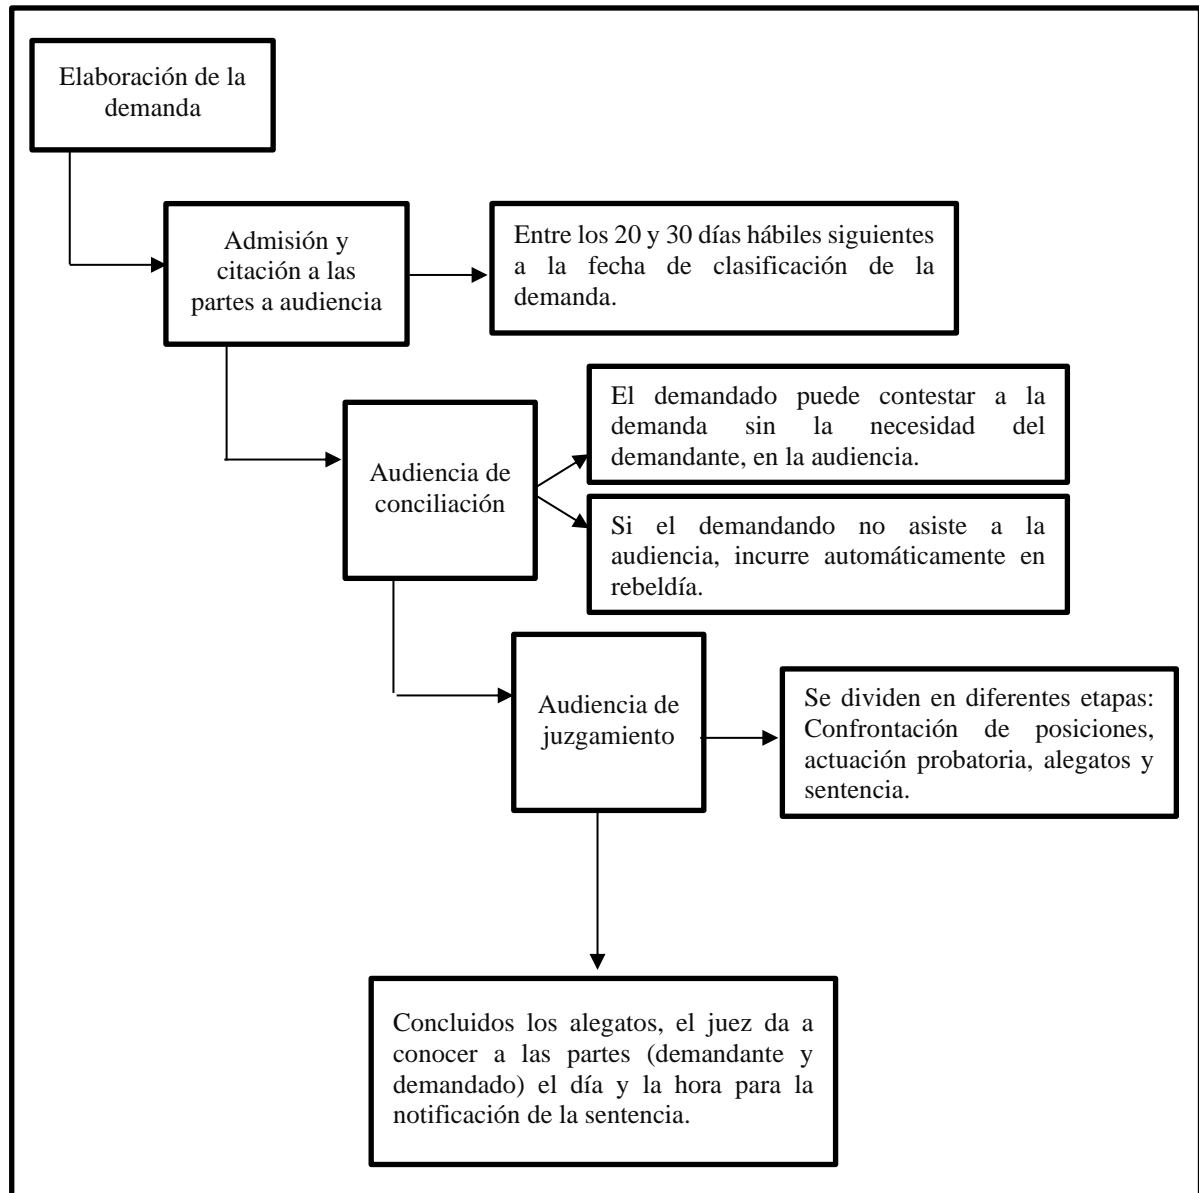 Elaboración de la
demanda
Admisión y
citación a las
partes a audiencia
Entre los 20 y 30 días hábiles siguientes
a la fecha de clasificación de la
demanda.
Audiencia de
conciliación
El demandado puede contestar a la
demanda sin la necesidad del
demandante, en la audiencia.
Si el demandando no asiste a la
audiencia, incurre automáticamente en
rebeldía.
Audiencia de
juzgamiento
Se dividen en diferentes etapas:
Confrontación de posiciones,
actuación probatoria, alegatos y
sentencia.
Concluidos los alegatos, el juez da a
conocer a las partes (demandante y
demandado) el día y la hora para la
notificación de la sentencia.